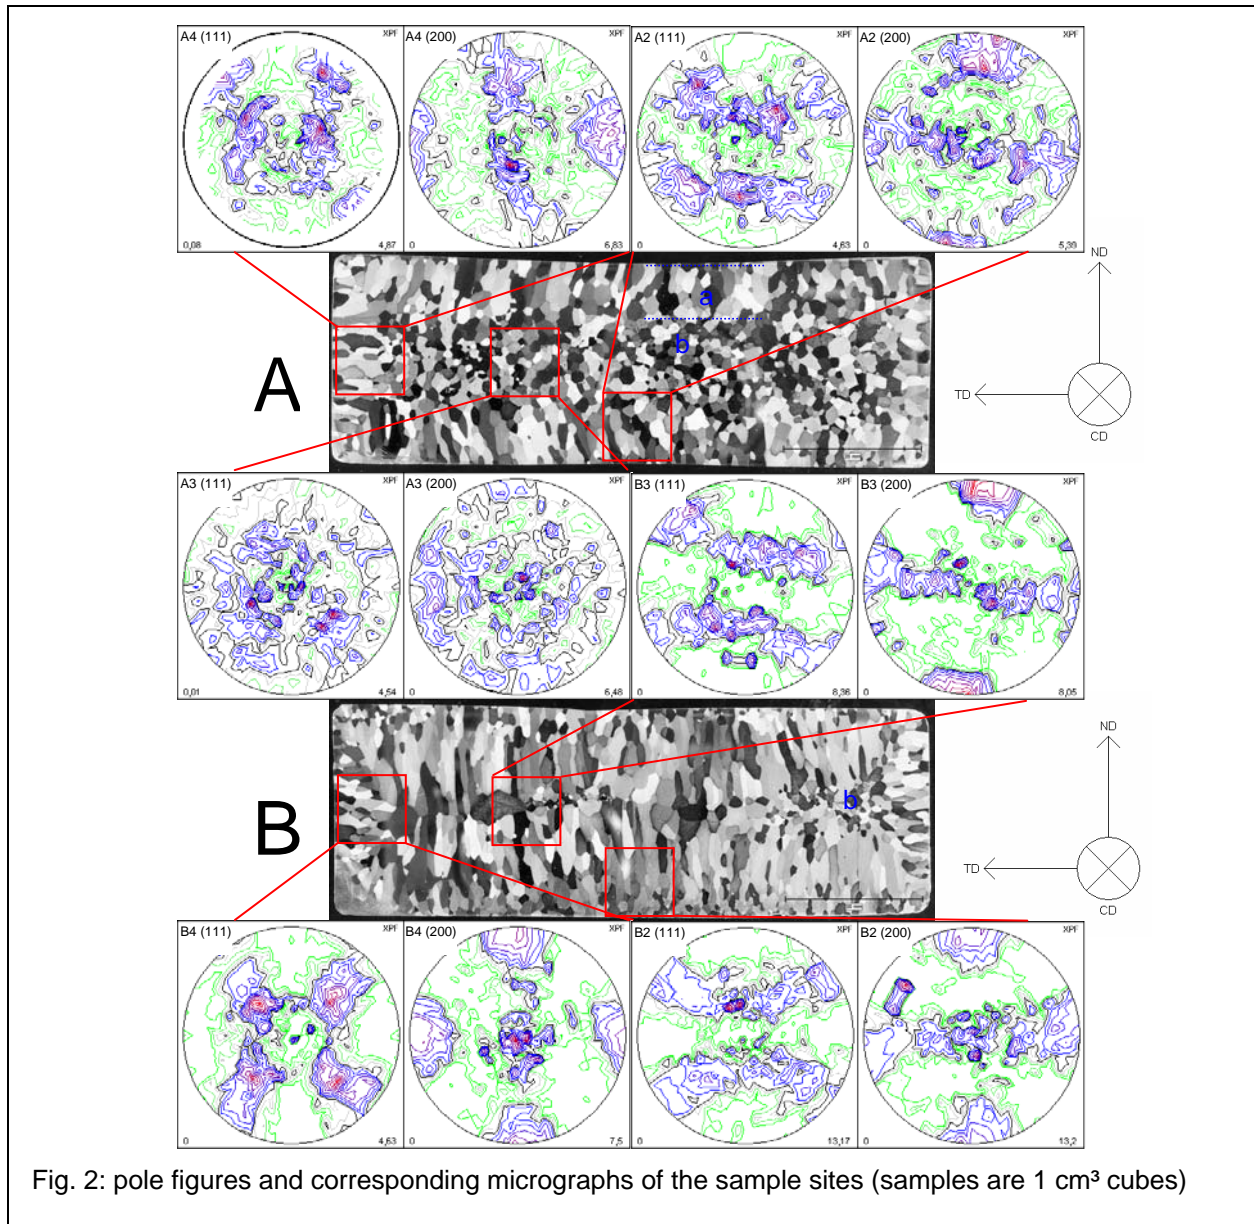 A4 (111) XPF A4 (200) XPF A2 (111) XPF A2 (200) XPF
0,08 4,87 0 6,83 0 4,63 0 5,38
ND
a
b
A
TD
CD
A3 (111) XPF A3 (200) XPF B3 (111) XPF B3 (200) XPF
0,01 4,54 0 6,48 0 8,36 0 8,05
ND
b
B
TD
CD
B4 (111) XPF B4 (200) XPF B2 (111) XPF B2 (200) XPF
0 4,63 0 7,5 0 13,17 0 13,2
Fig. 2: pole figures and corresponding micrographs of the sample sites (samples are 1 cm³ cubes)